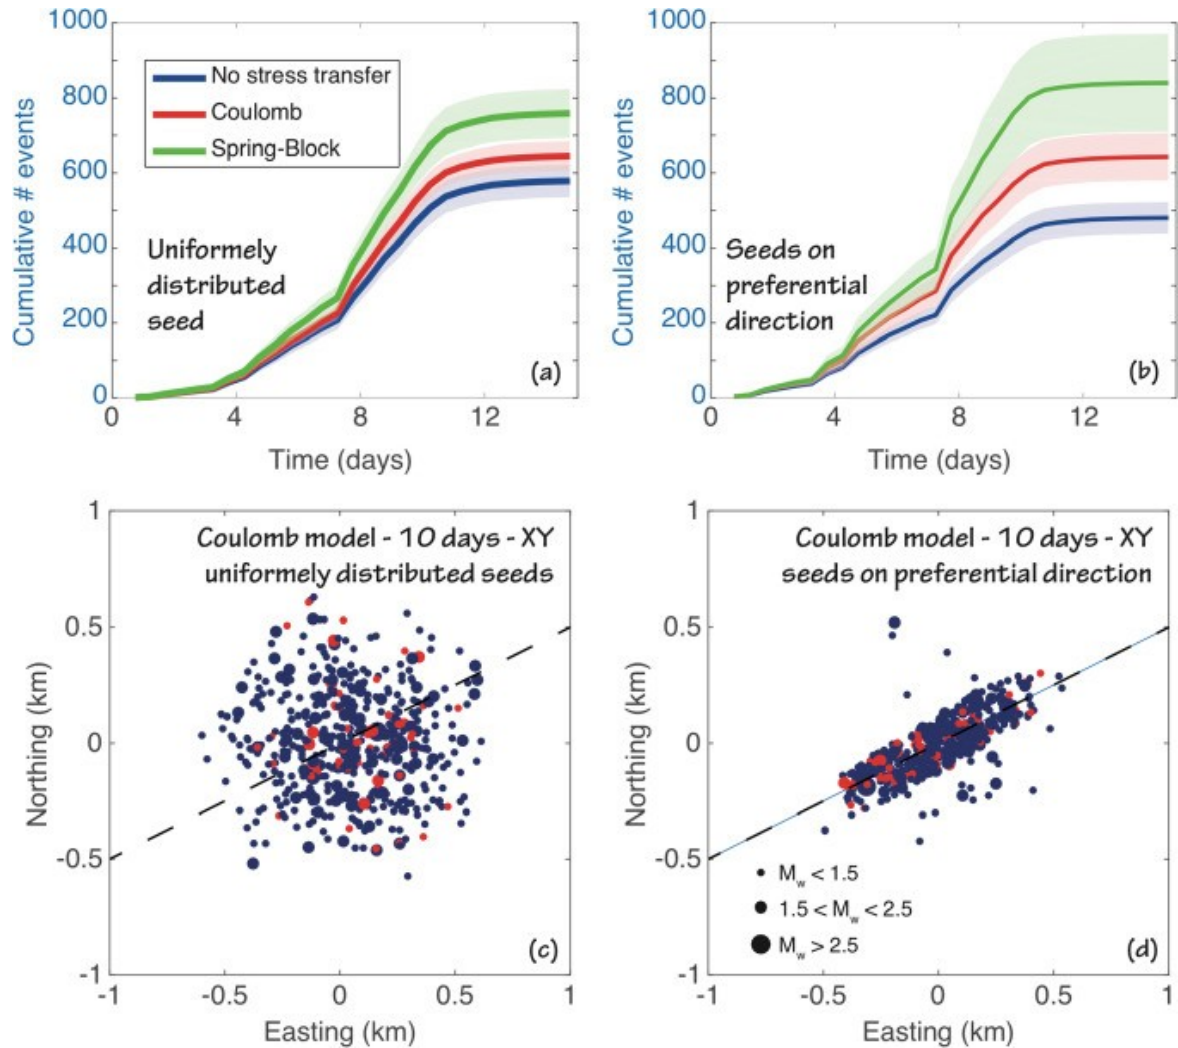 1000
800
600
400
200
0
Cumulative # events
No stress transfer
Coulomb
Spring-Block
Uniformely
distributed
seed
(a)
0
4
8
12
Time (days)
1000
800
600
400
200
0
Cumulative # events
Seeds on
preferential
direction
(b)
0
4
8
12
Time (days)
1
0.5
0
-0.5
-1
Northing (km)
Coulomb model - 10 days - XY
uniformely distributed seeds
(c)
-1
-0.5
0
0.5
1
Easting (km)
1
0.5
0
-0.5
-1
Northing (km)
Coulomb model - 10 days - XY
seeds on preferential direction
M_w < 1.5
1.5 < M_w < 2.5
M_w > 2.5
(d)
-1
-0.5
0
0.5
1
Easting (km)